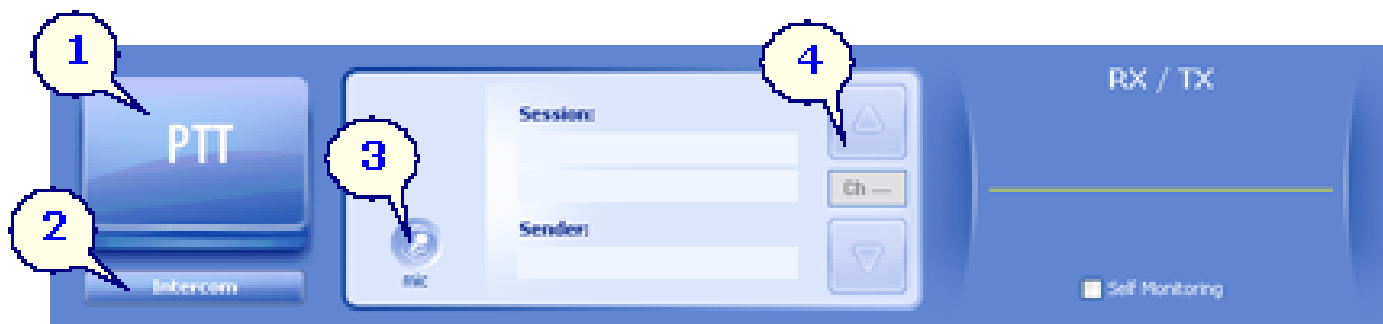 1
PTT
2
Intercom
3
mic
Session:
Sender:
4
Ch ---
RX / TX
Self Monitoring